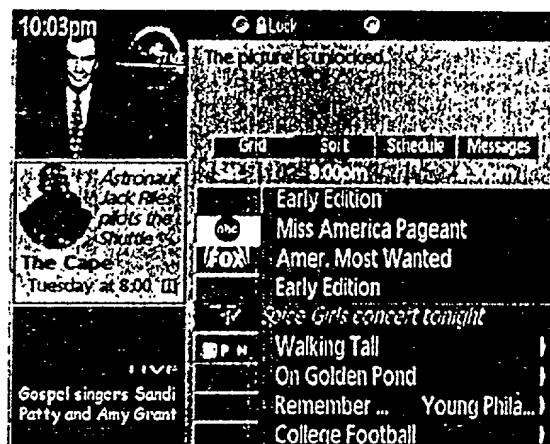 10:03pm
Lock
The picture is unlocked.
Grid Sort Schedule Messages
Sat 9:00pm
Early Edition
abc Miss America Pageant
FOX Amer. Most Wanted
Early Edition
Spice Girls concert tonight
Walking Tall
On Golden Pond
Remember ... Young Phila...
College Football
Astronaut
Jack Riles
pilots the
Shuttle
The Cape
Tuesday at 8:00
LIVE
Gospel singers Sandi
Patty and Amy Grant